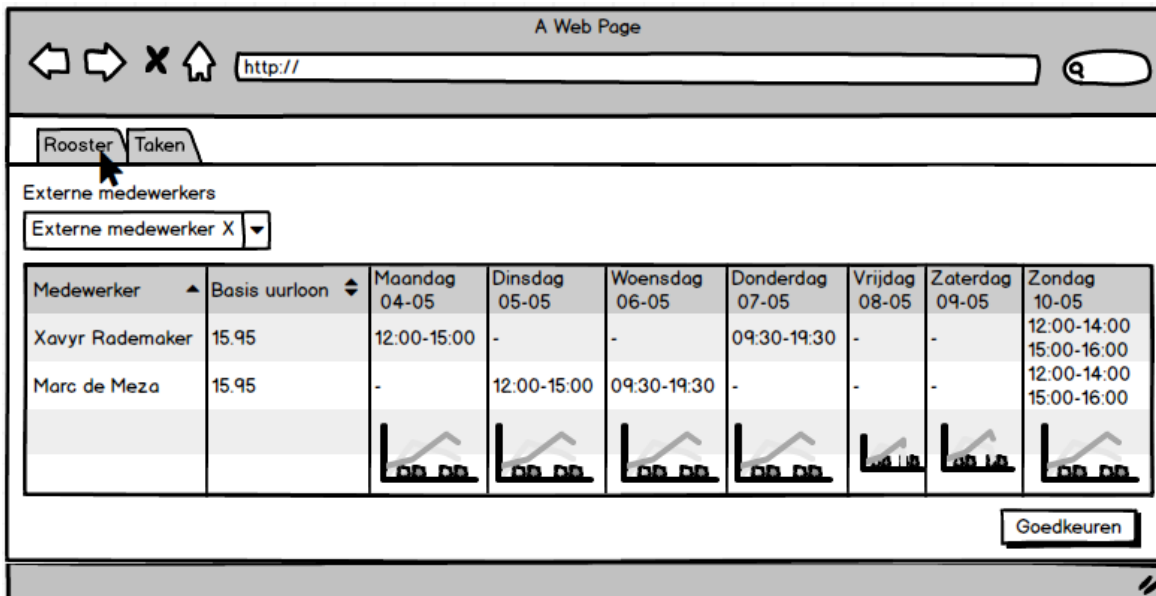 A Web Page
http://
Rooster Taken
Externe medewerkers
Externe medewerker X
Medewerker Basis uurloon Maandag 04-05 Dinsdag 05-05 Woensdag 06-05 Donderdag 07-05 Vrijdag 08-05 Zaterdag 09-05 Zondag 10-05
Xavyr Rademaker 15.95 12:00-15:00 - - 09:30-19:30 - - 12:00-14:00 15:00-16:00
Marc de Meza 15.95 - 12:00-15:00 09:30-19:30 - - - 12:00-14:00 15:00-16:00
Goedkeuren